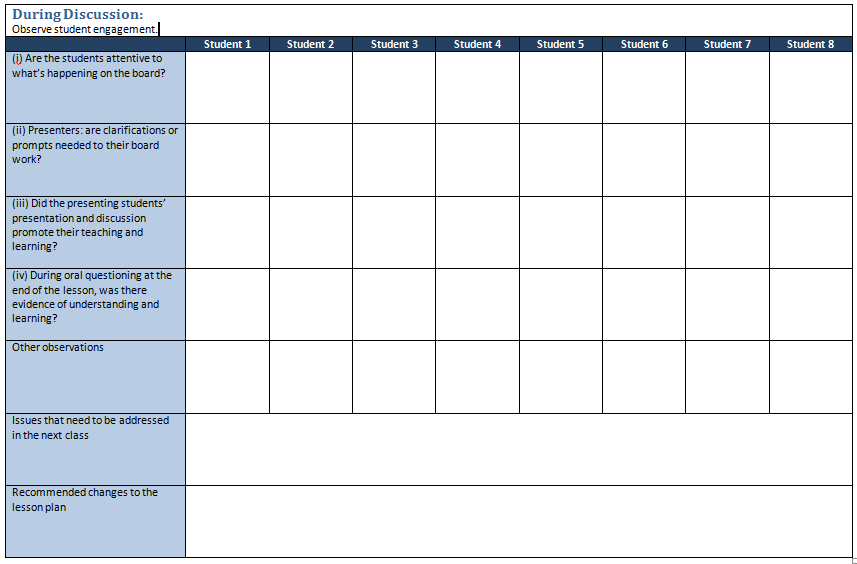 During Discussion:
Observe student engagement.
Student 1 Student 2 Student 3 Student 4 Student 5 Student 6 Student 7 Student 8
(i) Are the students attentive to
what’s happening on the board?
(ii) Presenters: are clarifications or
prompts needed to their board
work?
(iii) Did the presenting students’
presentation and discussion
promote their teaching and
learning?
(iv) During oral questioning at the
end of the lesson, was there
evidence of understanding and
learning?
Other observations
Issues that need to be addressed
in the next class
Recommended changes to the
lesson plan